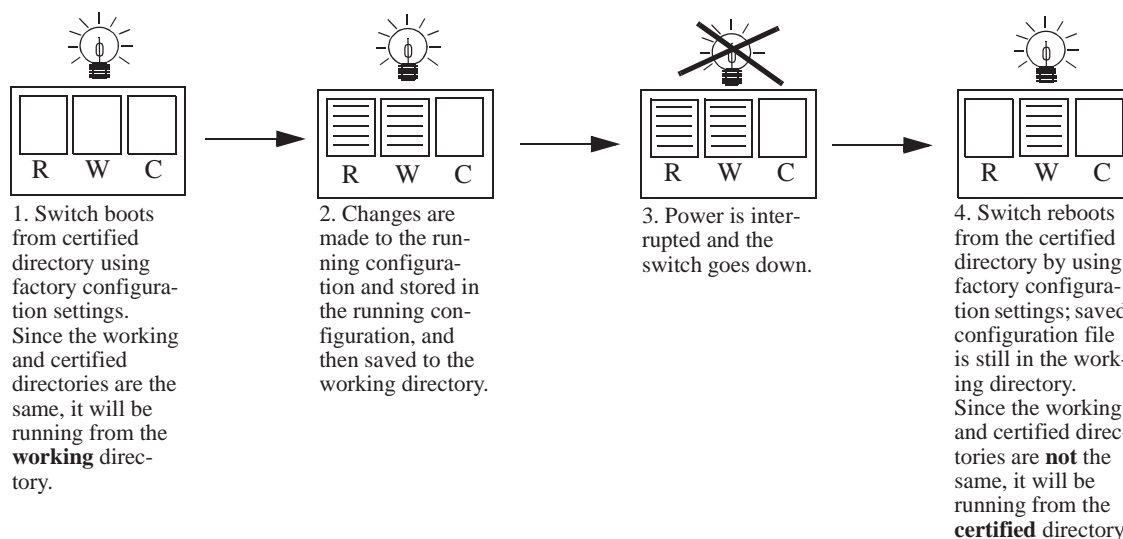 R W C
R W C
R W C
R W C
1. Switch boots
from certified
directory using
factory configura-
tion settings.
Since the working
and certified
directories are the
same, it will be
running from the
working direc-
tory.
2. Changes are
made to the run-
ning configura-
tion and stored in
the running con-
figuration, and
then saved to the
working directory.
3. Power is inter-
rupted and the
switch goes down.
4. Switch reboots
from the certified
directory by using
factory configura-
tion settings; saved
configuration file
is still in the work-
ing directory.
Since the working
and certified direc-
tories are not the
same, it will be
running from the
certified directory